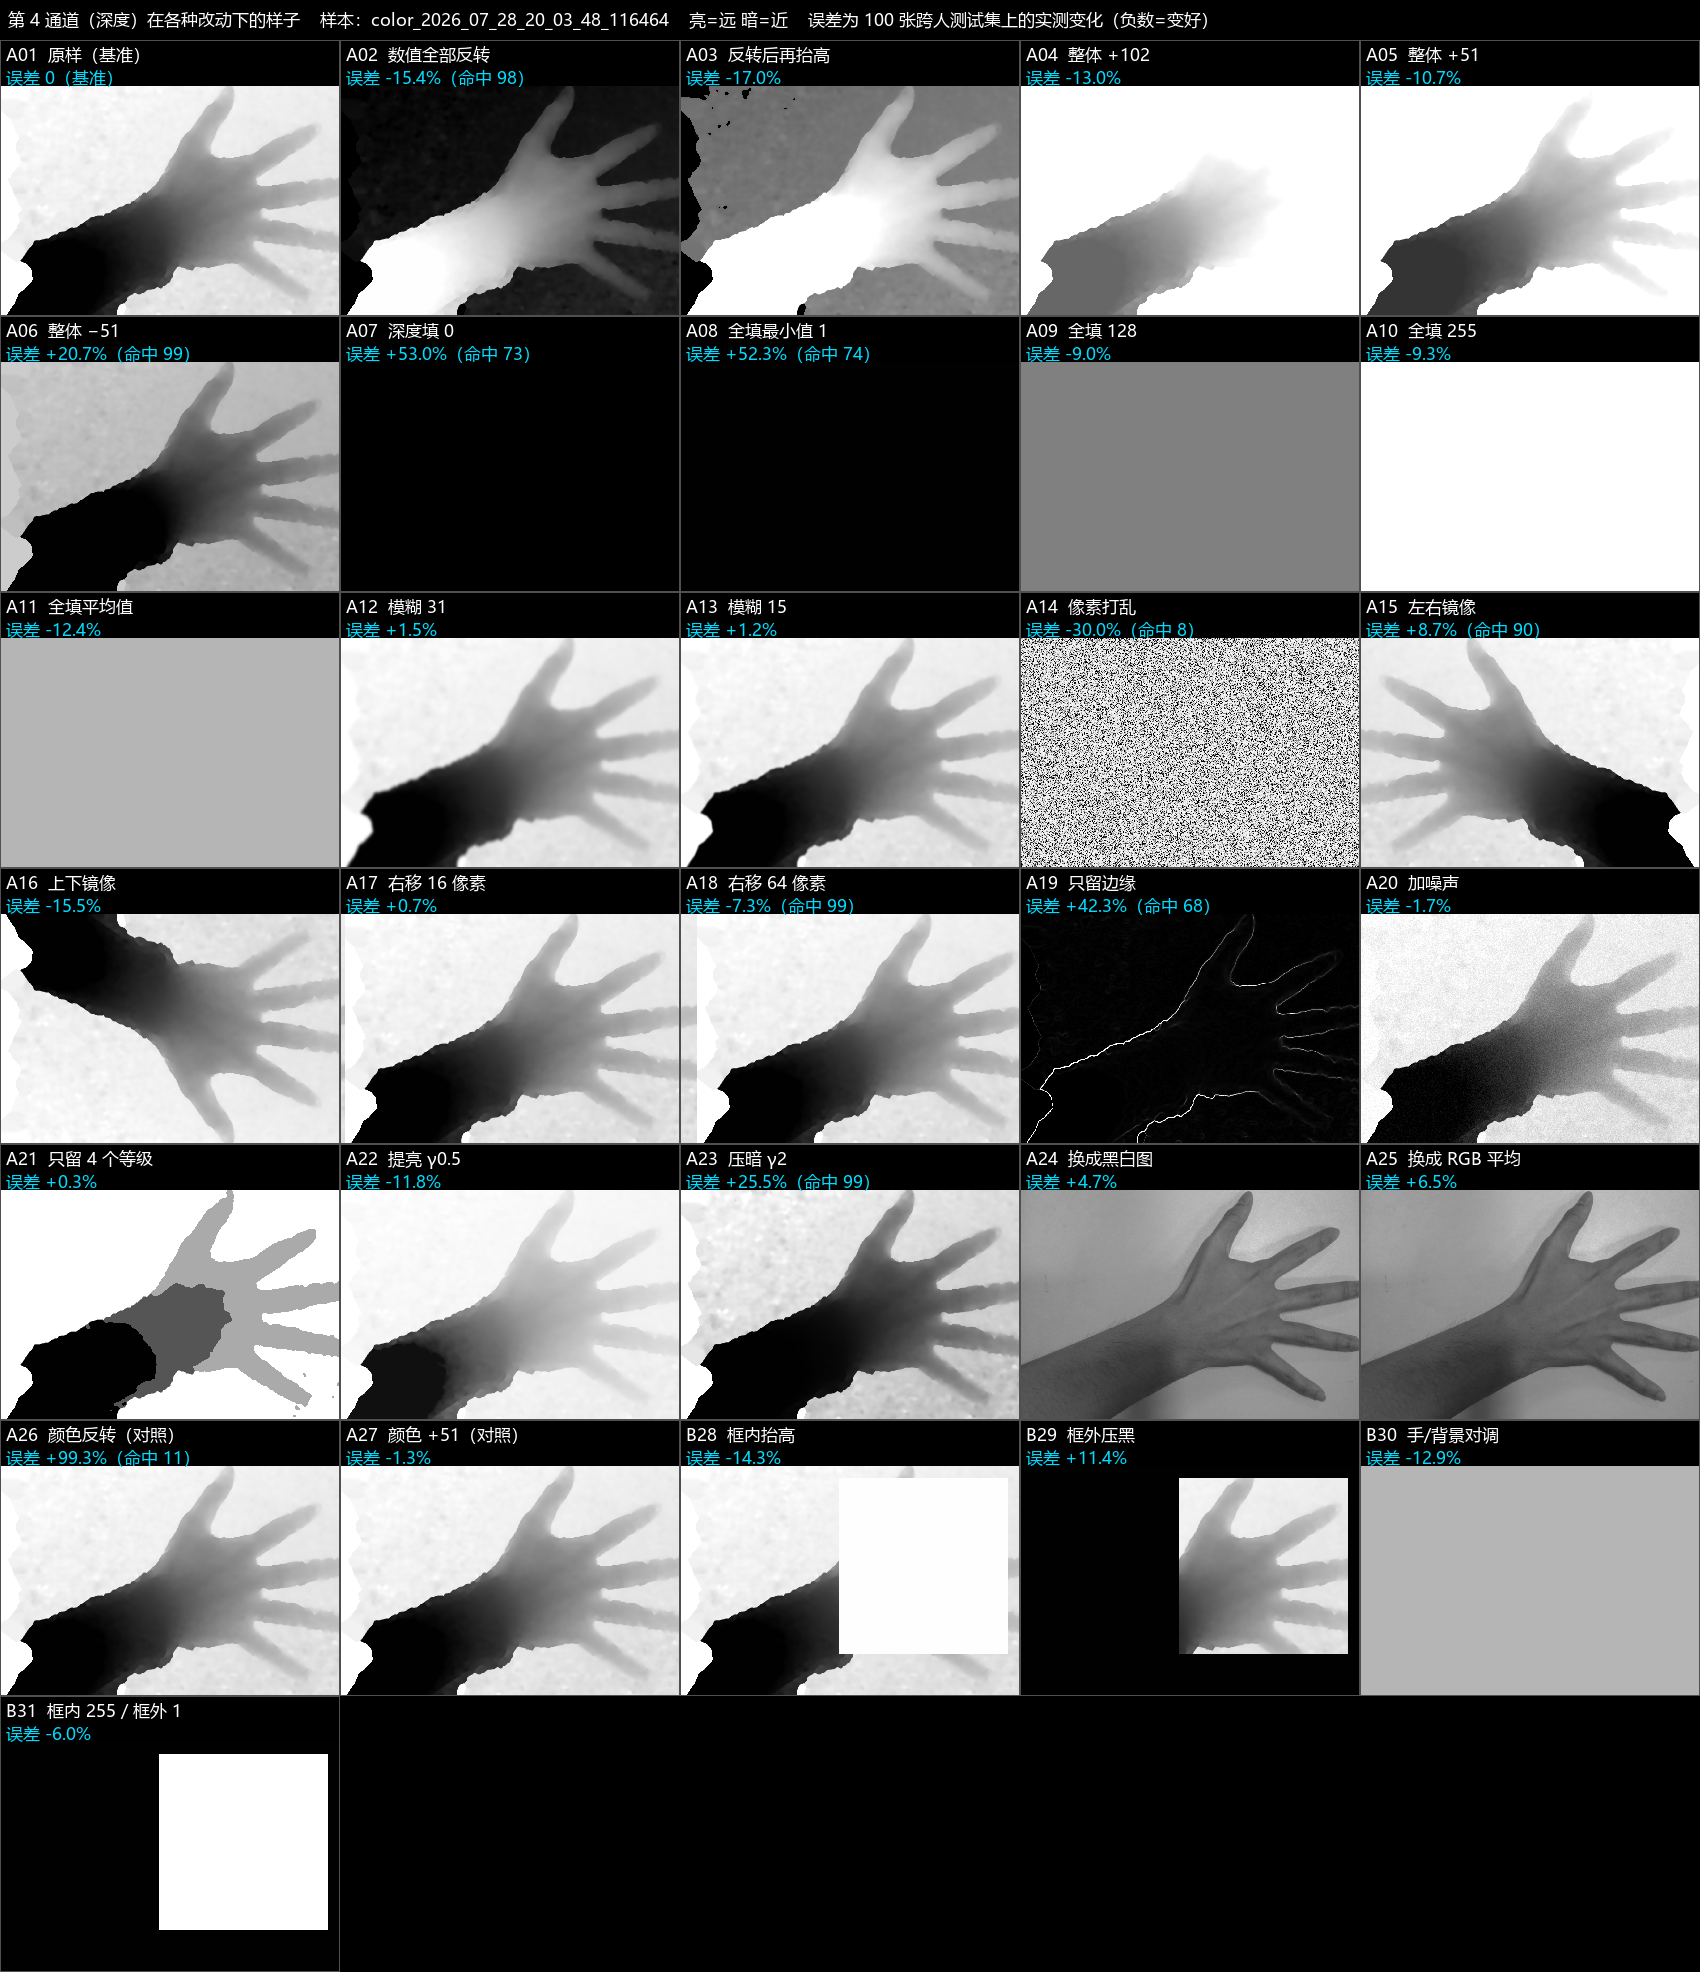 第 4 通道（深度）在各种改动下的样子 样本：color_2026_07_28_20_03_48_116464 亮=远 暗=近 误差为 100 张跨人测试集上的实测变化（负数=变好）
A01 原样（基准）
误差 0（基准）
A02 数值全部反转
误差 -15.4%（命中 98）
A03 反转后再抬高
误差 -17.0%
A04 整体 +102
误差 -13.0%
A05 整体 +51
误差 -10.7%
A06 整体 −51
误差 +20.7%（命中 99）
A07 深度填 0
误差 +53.0%（命中 73）
A08 全填最小值 1
误差 +52.3%（命中 74）
A09 全填 128
误差 -9.0%
A10 全填 255
误差 -9.3%
A11 全填平均值
误差 -12.4%
A12 模糊 31
误差 +1.5%
A13 模糊 15
误差 +1.2%
A14 像素打乱
误差 -30.0%（命中 8）
A15 左右镜像
误差 +8.7%（命中 90）
A16 上下镜像
误差 -15.5%
A17 右移 16 像素
误差 +0.7%
A18 右移 64 像素
误差 -7.3%（命中 99）
A19 只留边缘
误差 +42.3%（命中 68）
A20 加噪声
误差 -1.7%
A21 只留 4 个等级
误差 +0.3%
A22 提亮 γ0.5
误差 -11.8%
A23 压暗 γ2
误差 +25.5%（命中 99）
A24 换成黑白图
误差 +4.7%
A25 换成 RGB 平均
误差 +6.5%
A26 颜色反转（对照）
误差 +99.3%（命中 11）
A27 颜色 +51（对照）
误差 -1.3%
B28 框内抬高
误差 -14.3%
B29 框外压黑
误差 +11.4%
B30 手/背景对调
误差 -12.9%
B31 框内 255 / 框外 1
误差 -6.0%